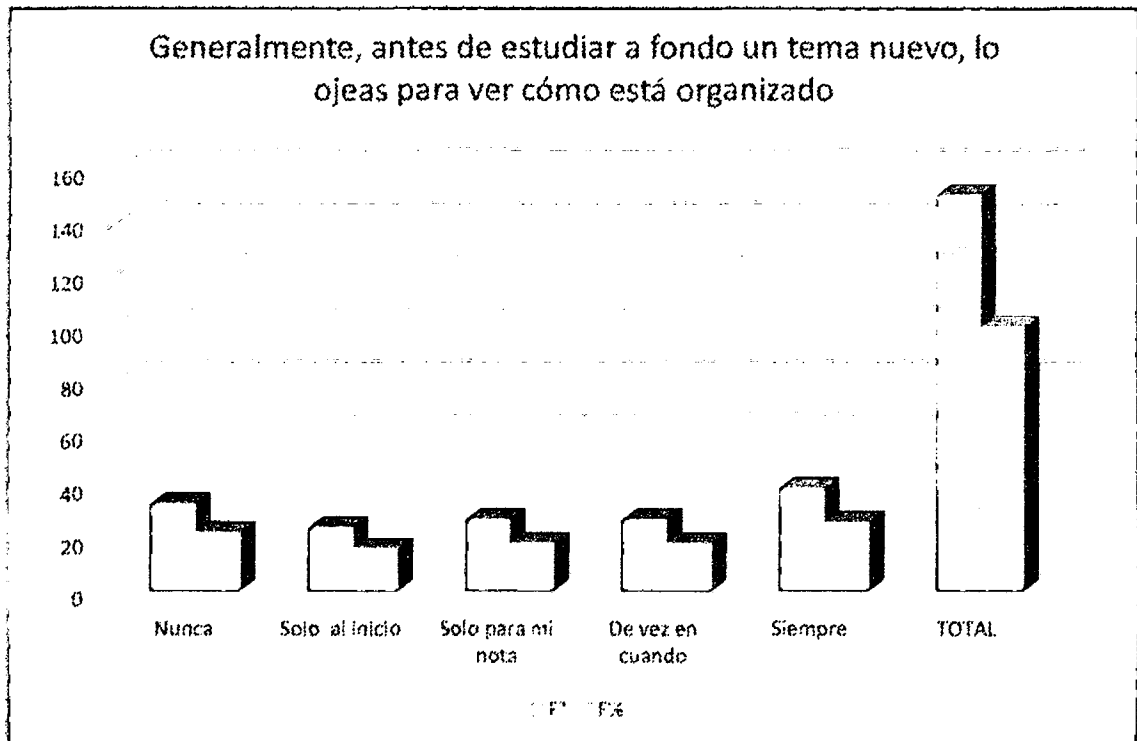 Generalmente, antes de estudiar a fondo un tema nuevo, lo
ojeas para ver cómo está organizado
160
140
120
100
80
60
40
20
0
Nunca
Solo al inicio
Solo para mi
nota
De vez en
cuando
Siempre
TOTAL
F%